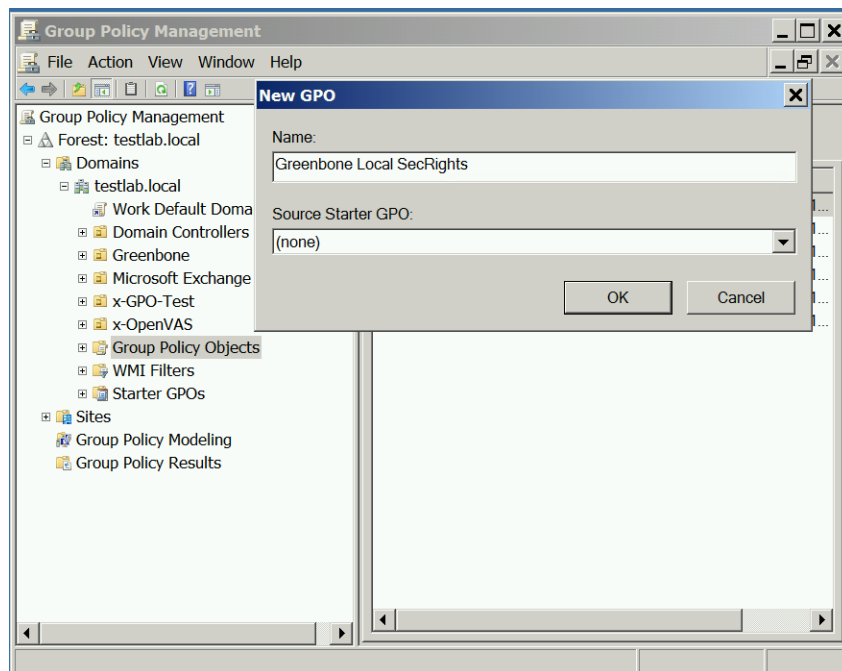 Group Policy Management
File Action View Window Help
New GPO
Name:
Greenbone Local SecRights
Source Starter GPO:
(none)
OK Cancel
Group Policy Management
Forest: testlab.local
Domains
testlab.local
Work Default Doma
Domain Controllers
Greenbone
Microsoft Exchange
x-GPO-Test
x-OpenVAS
Group Policy Objects
WMI Filters
Starter GPOs
Sites
Group Policy Modeling
Group Policy Results